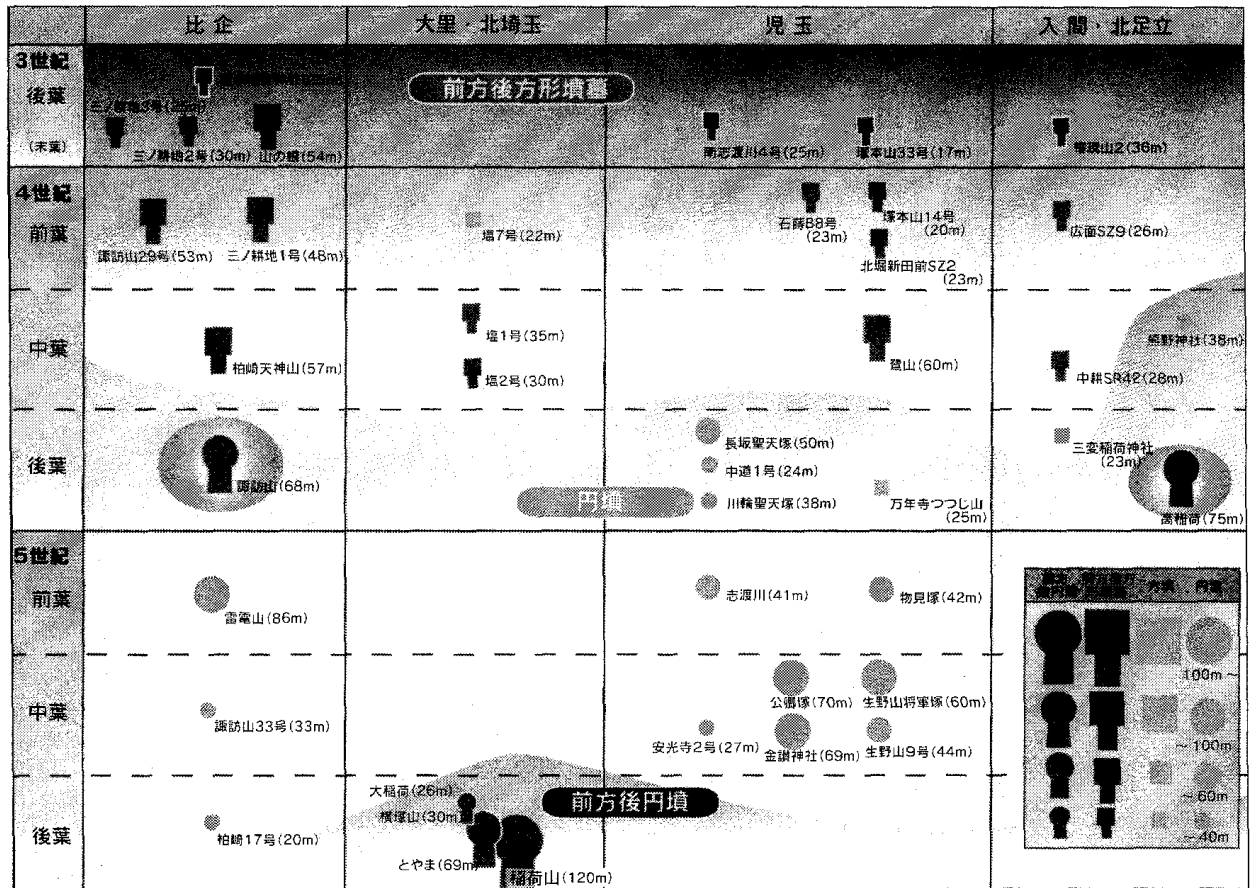 比企
大里・北埼玉
児玉
入間・北足立
3世紀
後葉
(末葉)
前方後方形墳墓
三ノ耕地2号(30m)
山の根(54m)
南志渡川4号(25m)
塚本山33号(17m)
4世紀
前葉
諏訪山29号(53m)
三ノ耕地1号(48m)
塩7号(22m)
石蒔B8号
(23m)
塚本山14号
(20m)
北堀新田前SZ2
(23m)
広面SZ9(26m)
中葉
柏崎天神山(57m)
塩1号(35m)
塩2号(30m)
鷺山(60m)
熊野神社(38m)
中耕SR42(28m)
後葉
諏訪山(68m)
円墳
長坂聖天塚(50m)
中道1号(24m)
川輪聖天塚(38m)
万年寺つつじ山
(25m)
三変稲荷神社
(23m)
高稲荷(75m)
5世紀
前葉
雷電山(86m)
志渡川(41m)
物見塚(42m)
中葉
諏訪山33号(33m)
公卿塚(70m)
生野山将軍塚(60m)
安光寺2号(27m)
金鑚神社(69m)
生野山9号(44m)
後葉
柏崎17号(20m)
大稲荷(26m)
横塚山(30m)
とやま(69m)
稲荷山(120m)
前方後円墳
方墳
円墳
100m～
～100m
～60m
～40m